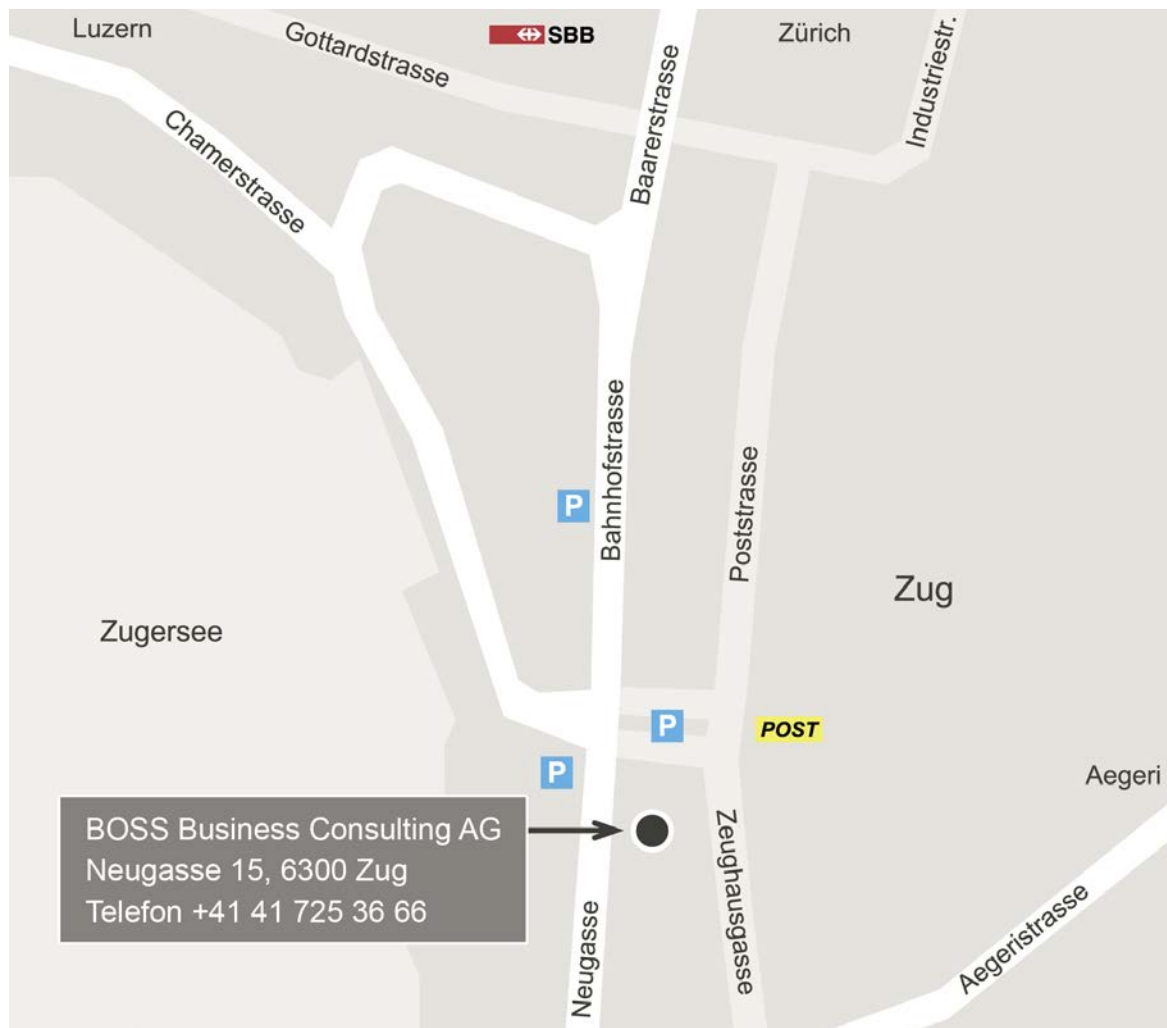 Luzern
Gottardstrasse
SBB
Zürich
Industriestr.
Chamerstrasse
Baarerstrasse
Bahnhofstrasse
P
Poststrasse
Zug
Zugersee
P
POST
P
Aegeri
BOSS Business Consulting AG
Neugasse 15, 6300 Zug
Telefon +41 41 725 36 66
Zeughausgasse
Neugasse
Aegeristrasse